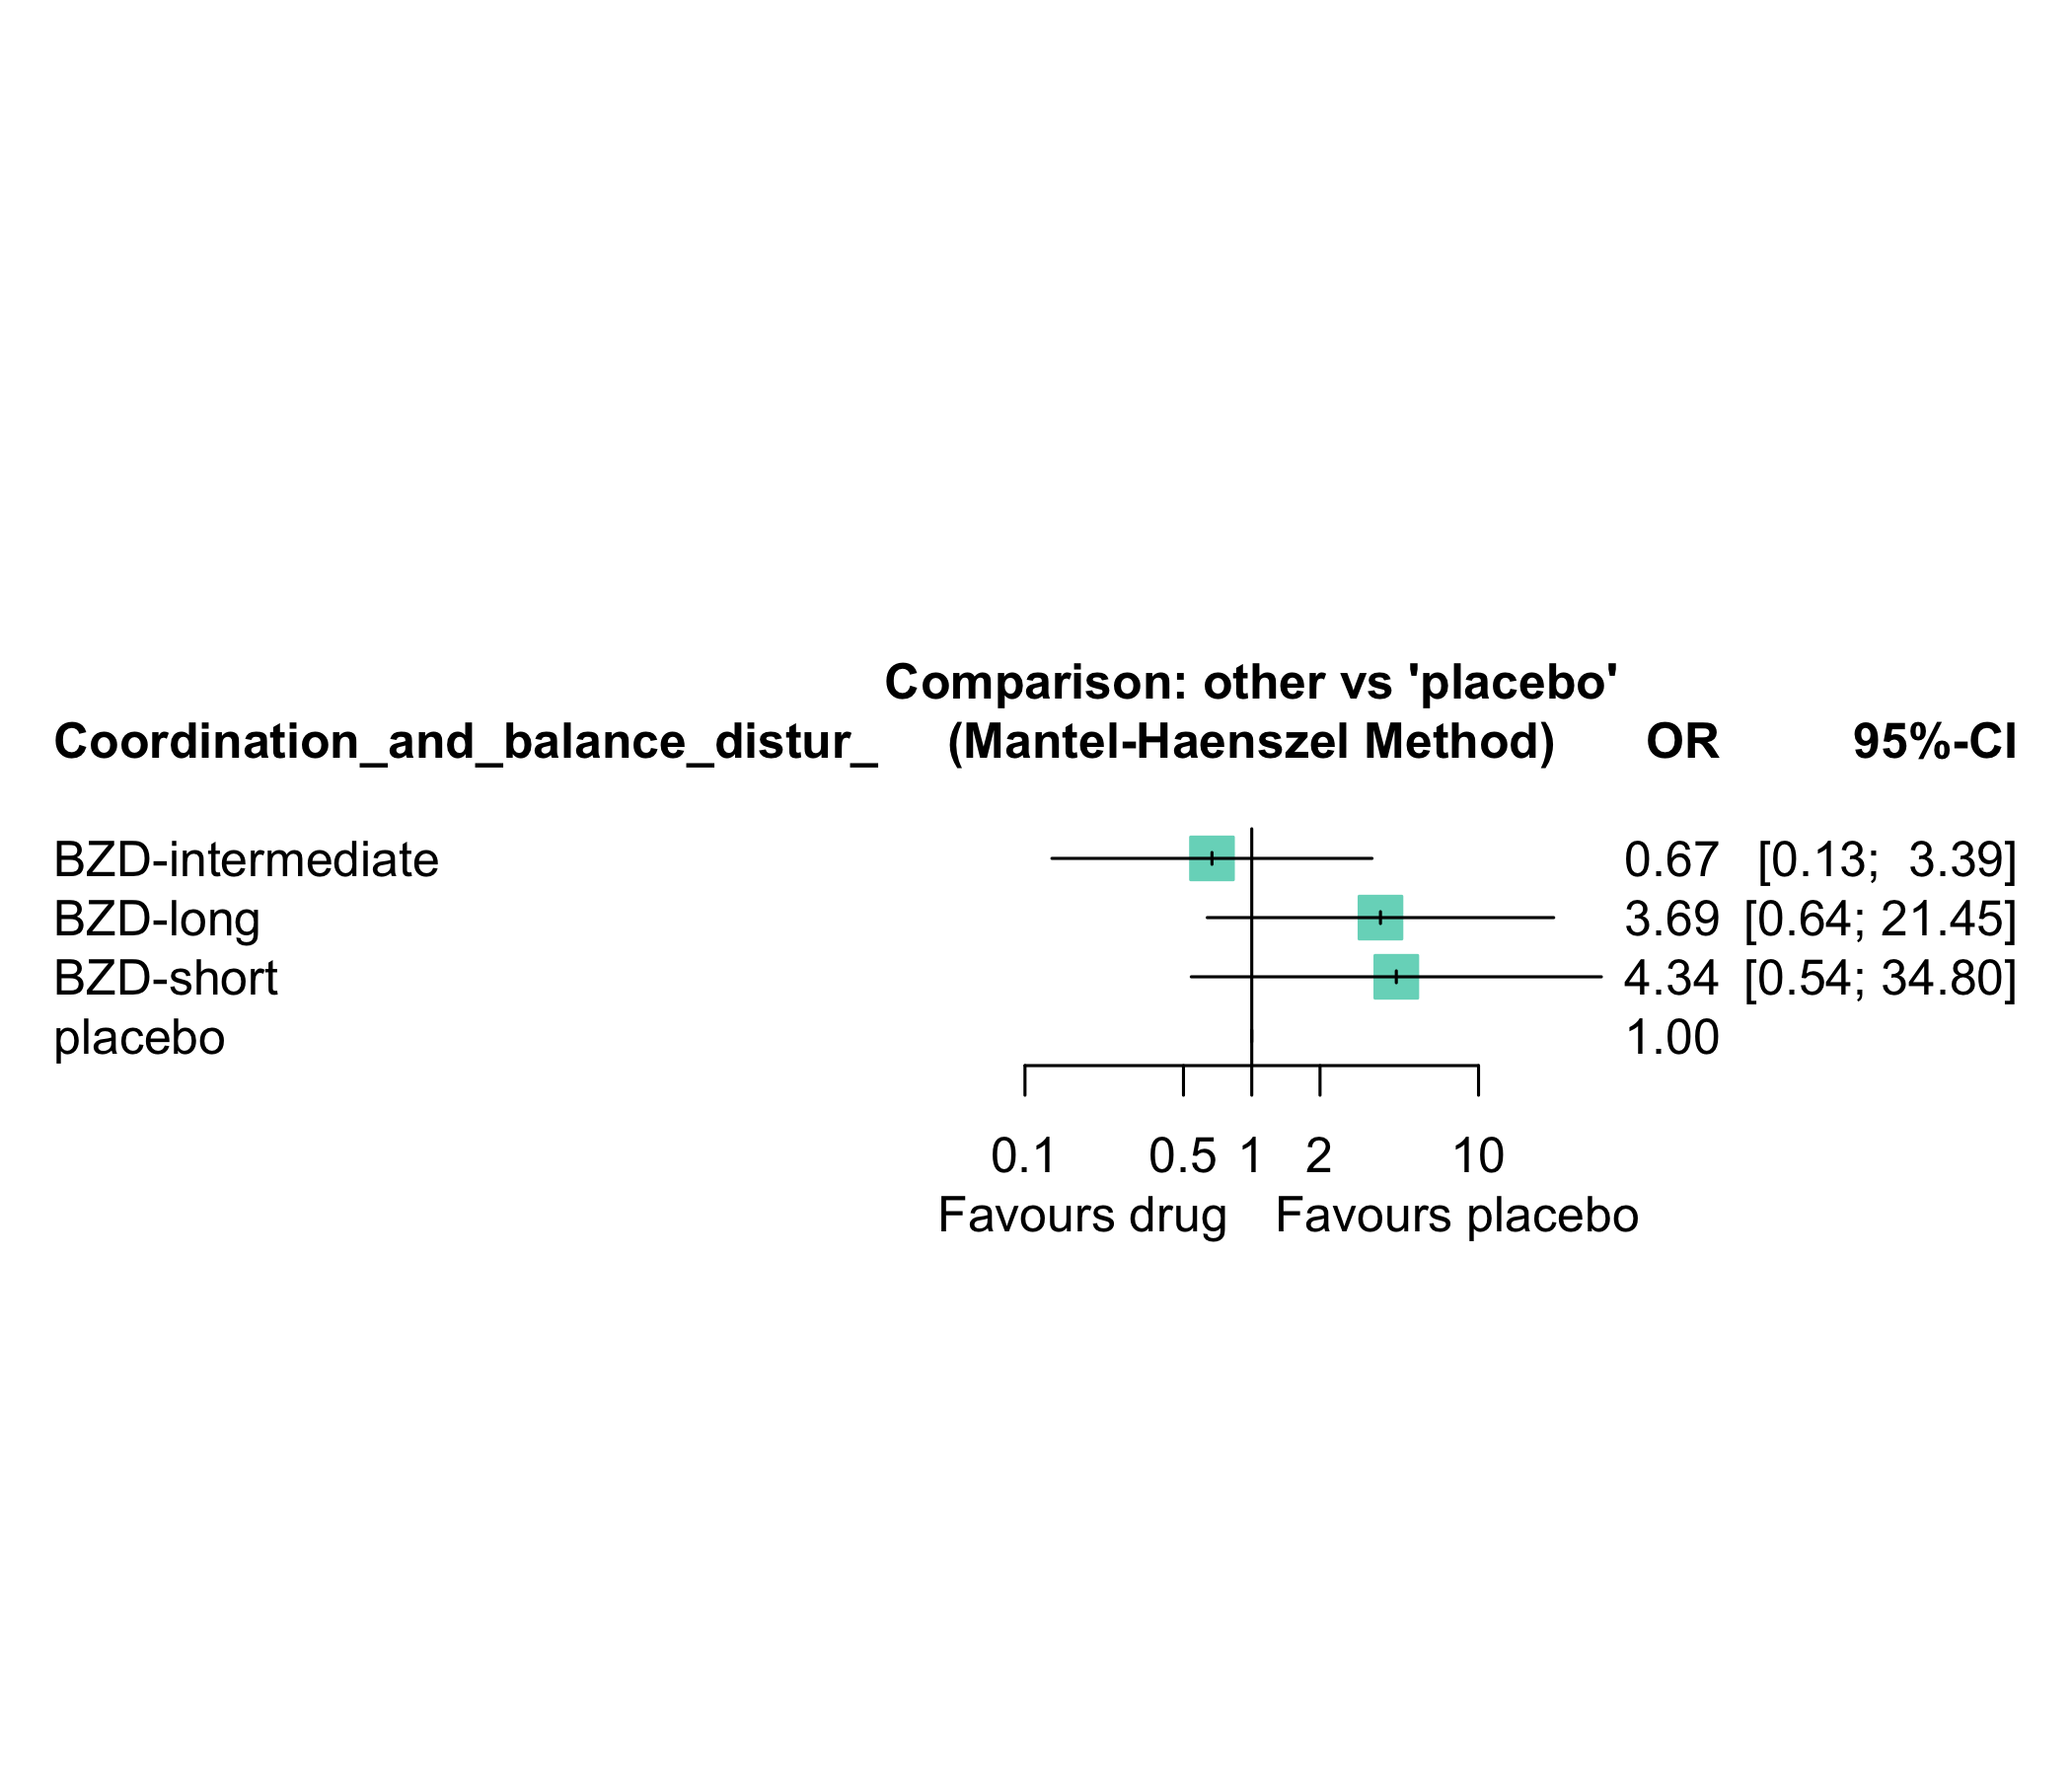 Comparison: other vs 'placebo'
Coordination_and_balance_distur_ (Mantel-Haenszel Method) OR 95%-CI
BZD-intermediate 0.67 [0.13; 3.39]
BZD-long 3.69 [0.64; 21.45]
BZD-short 4.34 [0.54; 34.80]
placebo 1.00
0.1 0.5 1 2 10
Favours drug Favours placebo